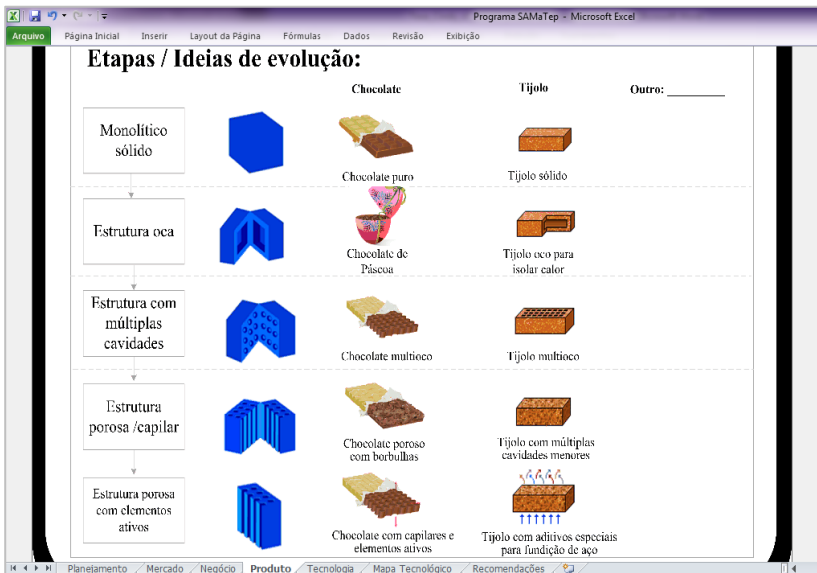 Programa SAMaTep - Microsoft Excel
Arquivo Página Inicial Inserir Layout da Página Fórmulas Dados Revisão Exibição
Etapas / Ideias de evolução:
Chocolate Tijolo Outro: __________
Monolítico
sólido
Chocolate puro Tijolo sólido
Estrutura oca
Chocolate de
Páscoa
Tijolo oco para
isolar calor
Estrutura com
múltiplas
cavidades
Chocolate multioco Tijolo multioco
Estrutura
porosa /capilar
Chocolate poroso
com borbulhas
Tijolo com múltiplas
cavidades menores
Estrutura porosa
com elementos
ativos
Chocolate com capilares e
elementos ativos
Tijolo com aditivos especiais
para fundição de aço
Planejamento Mercado Negócio Produto Tecnologia Mapa Tecnológico Recomendações